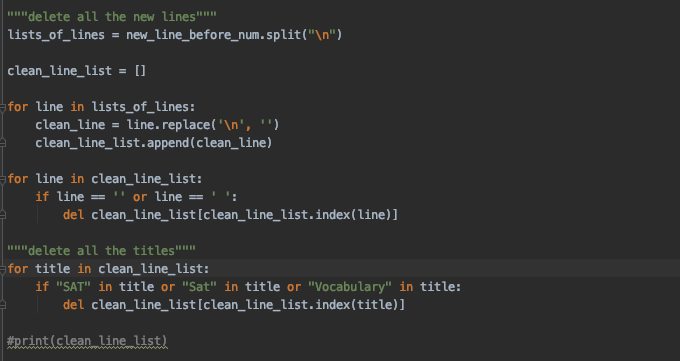 """delete all the new lines"""
lists_of_lines = new_line_before_num.split("\n")
clean_line_list = []
for line in lists_of_lines:
    clean_line = line.replace('\n', '')
    clean_line_list.append(clean_line)
for line in clean_line_list:
    if line == '' or line == ' ':
        del clean_line_list[clean_line_list.index(line)]
"""delete all the titles"""
for title in clean_line_list:
    if "SAT" in title or "Sat" in title or "Vocabulary" in title:
        del clean_line_list[clean_line_list.index(title)]
#print(clean_line_list)